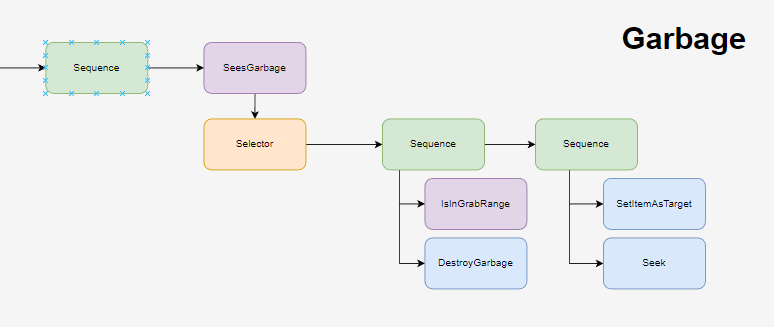 Garbage
Sequence
SeesGarbage
Selector
Sequence
Sequence
IsInGrabRange
SetItemAsTarget
DestroyGarbage
Seek